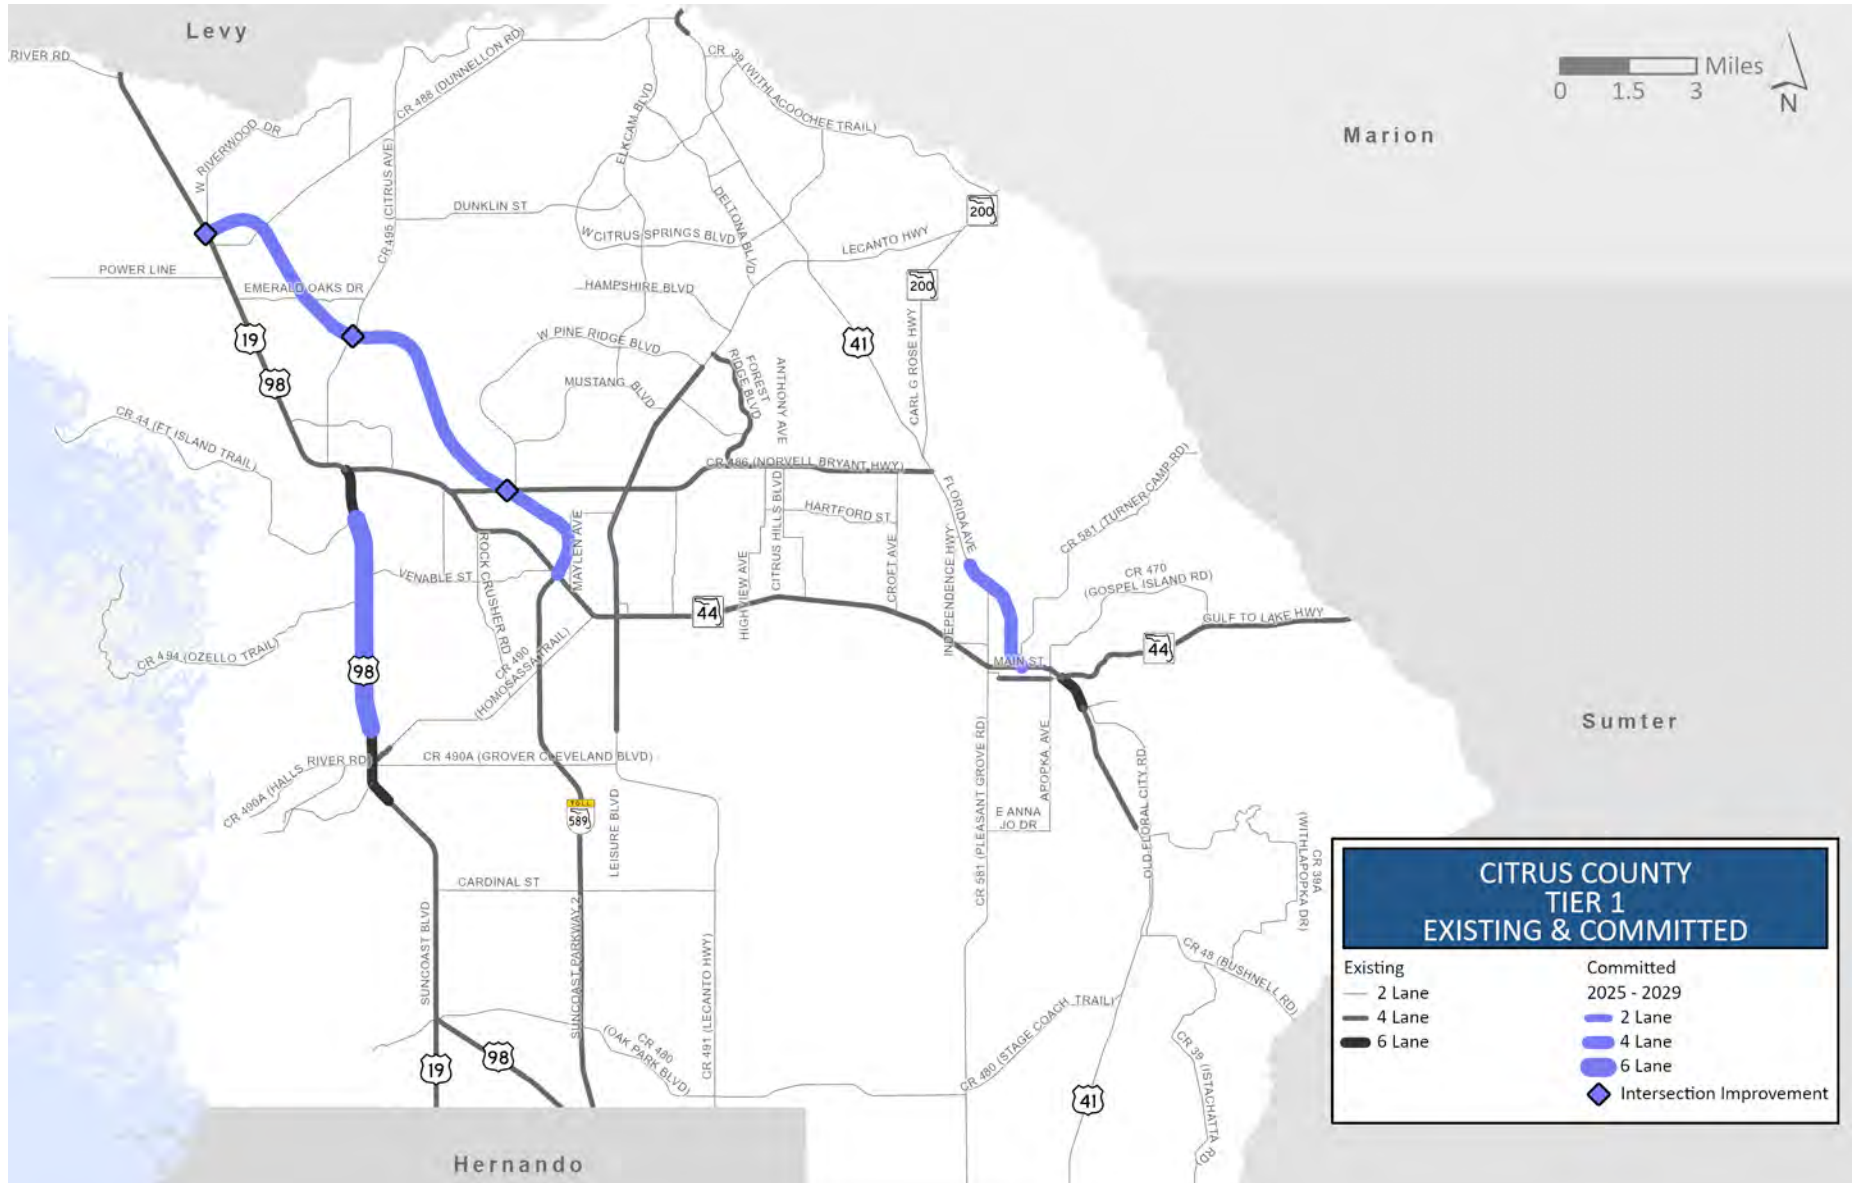 Levy
RIVER RD
CR 488 (DUNNELLON RD)
CR 39 (WITHLACOOCHEE TRAIL)
Miles
0 1.5 3
N
Marion
W RIVERWOOD DR
CR 495 (CITRUS AVE)
ELKCAM BLVD
DELTONA BLVD
DUNKLIN ST
W CITRUS SPRINGS BLVD
LECANTO HWY
200
200
POWER LINE
EMERALD OAKS DR
HAMPSHIRE BLVD
19
98
W PINE RIDGE BLVD
MUSTANG BLVD
FOREST
RIDGE BLVD
ANTHONY AVE
41
CARL G ROSE HWY
CR 44 (FT ISLAND TRAIL)
CR 486 (NORVELL BRYANT HWY)
FLORIDA AVE
CR 581 (TURNER CAMP RD)
CITRUS HILLS BLVD
HARTFORD ST
MAYLEN AVE
ROCK CRUSHER RD
VENABLE ST
HIGHVIEW AVE
CROFT AVE
INDEPENDENCE HWY
CR 470
(GOSPEL ISLAND RD)
GULF TO LAKE HWY
44
44
MAIN ST
CR 494 (OZELLO TRAIL)
98
CR 490
(HOMOSASSA TRAIL)
CR 490A (HALLS RIVER RD)
CR 490A (GROVER CLEVELAND BLVD)
TOLL
589
LEISURE BLVD
CR 581 (PLEASANT GROVE RD)
APOPKA AVE
E ANNA
JO DR
OLD FLORAL CITY RD
Sumter
CARDINAL ST
SUNCOAST BLVD
SUNCOAST PARKWAY 2
CR 491 (LECANTO HWY)
CR 39A
(WITHLAPOPKA DR)
CR 48 (BUSHNELL RD)
CR 480
(OAK PARK BLVD)
CR 480 (STAGE COACH TRAIL)
CR 39 (ISTACHATTA RD)
98
19
41
Hernando
CITRUS COUNTY
TIER 1
EXISTING & COMMITTED
Existing
2 Lane
4 Lane
6 Lane
Committed
2025 - 2029
2 Lane
4 Lane
6 Lane
Intersection Improvement